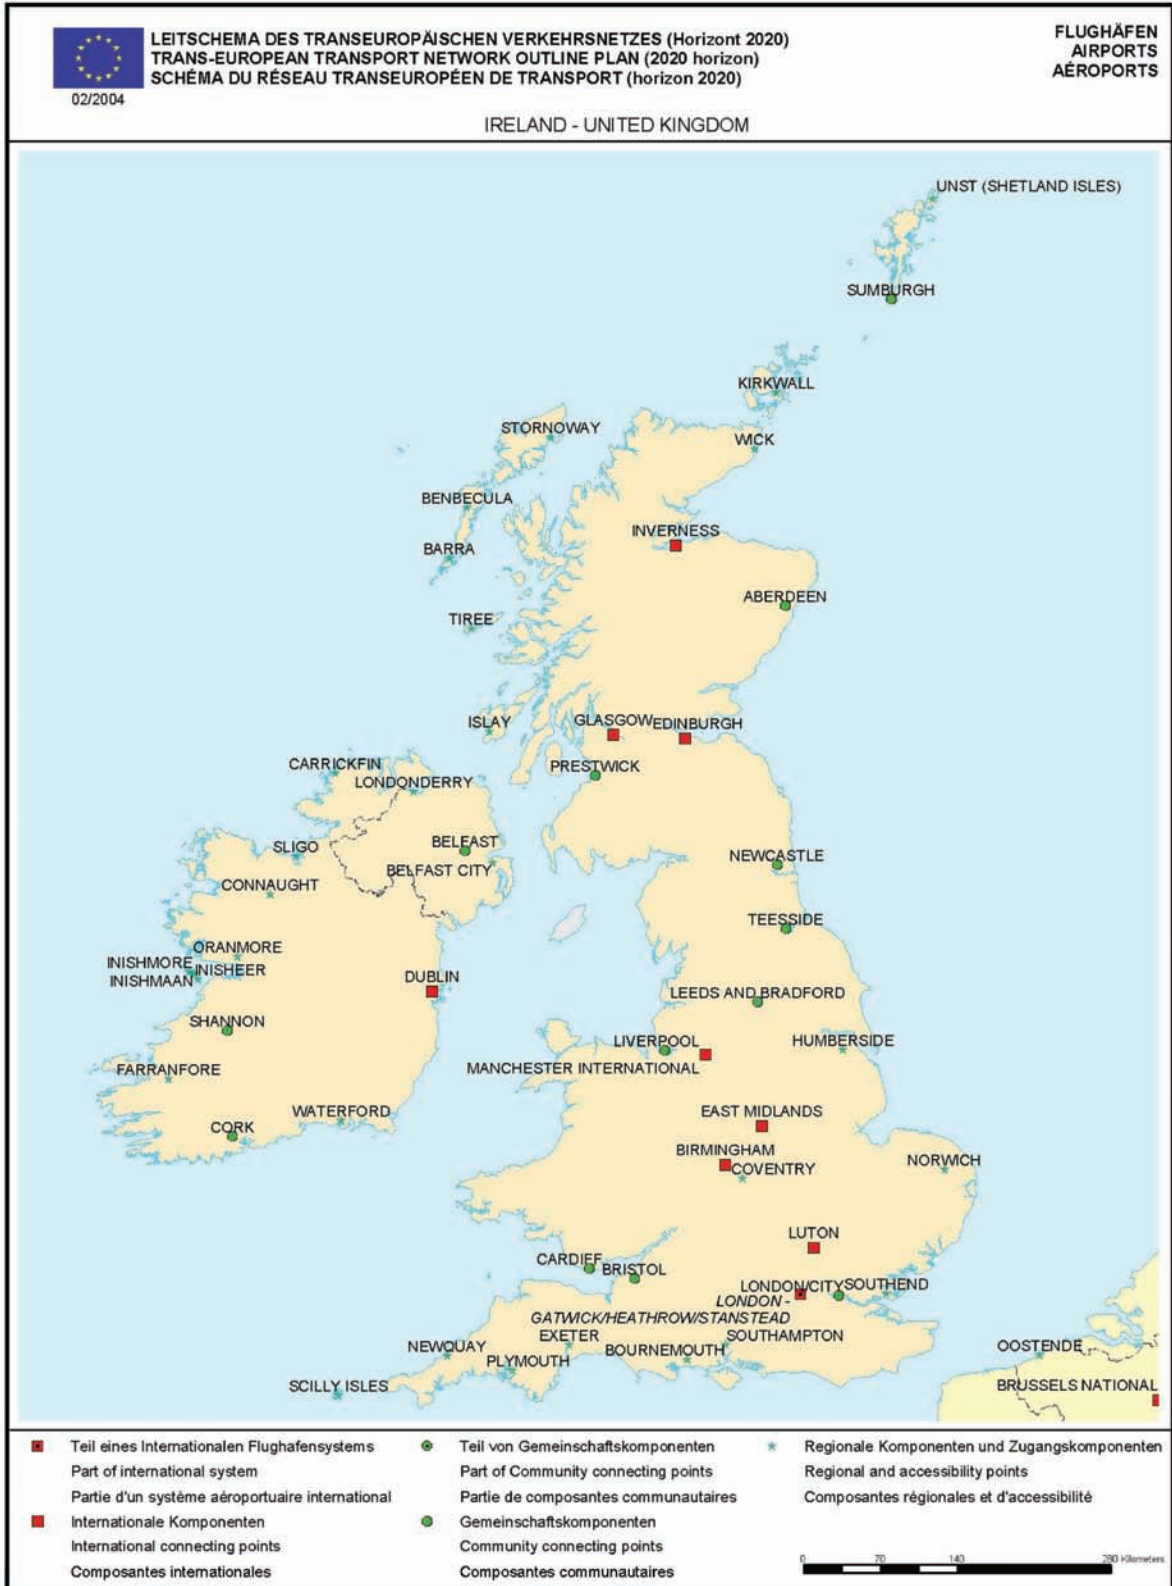 LEITSCHEMA DES TRANSEUROPÄISCHEN VERKEHRSNETZES (Horizont 2020)
TRANS-EUROPEAN TRANSPORT NETWORK OUTLINE PLAN (2020 horizon)
SCHÉMA DU RÉSEAU TRANSEUROPÉEN DE TRANSPORT (horizon 2020)
02/2004
FLUGHÄFEN
AIRPORTS
AÉROPORTS
IRELAND - UNITED KINGDOM
UNST (SHETLAND ISLES)
SUMBURGH
KIRKWALL
STORNOWAY
WICK
BENBECULA
INVERNESS
BARRA
ABERDEEN
TIREE
ISLAY
GLASGOW
EDINBURGH
CARRICKFIN
PRESTWICK
LONDONDERRY
SLIGO
BELFAST
NEWCASTLE
BELFAST CITY
CONNAUGHT
TEESSIDE
ORANMORE
INISHMORE
INISHEER
INISHMAAN
DUBLIN
LEEDS AND BRADFORD
SHANNON
LIVERPOOL
HUMBERSIDE
FARRANFORE
MANCHESTER INTERNATIONAL
WATERFORD
EAST MIDLANDS
CORK
BIRMINGHAM
COVENTRY
NORWICH
LUTON
CARDIFF
BRISTOL
LONDON/CITY
SOUTHEND
LONDON -
GATWICK/HEATHROW/STANSTEAD
EXETER
SOUTHAMPTON
NEWQUAY
BOURNEMOUTH
OOSTENDE
PLYMOUTH
SCILLY ISLES
BRUSSELS NATIONAL
Teil eines Internationalen Flughafensystems
Part of international system
Partie d'un système aéroportuaire international
Internationale Komponenten
International connecting points
Composantes internationales
Teil von Gemeinschaftskomponenten
Part of Community connecting points
Partie de composantes communautaires
Gemeinschaftskomponenten
Community connecting points
Composantes communautaires
Regionale Komponenten und Zugangskomponenten
Regional and accessibility points
Composantes régionales et d'accessibilité
0 70 140 280 Kilometers